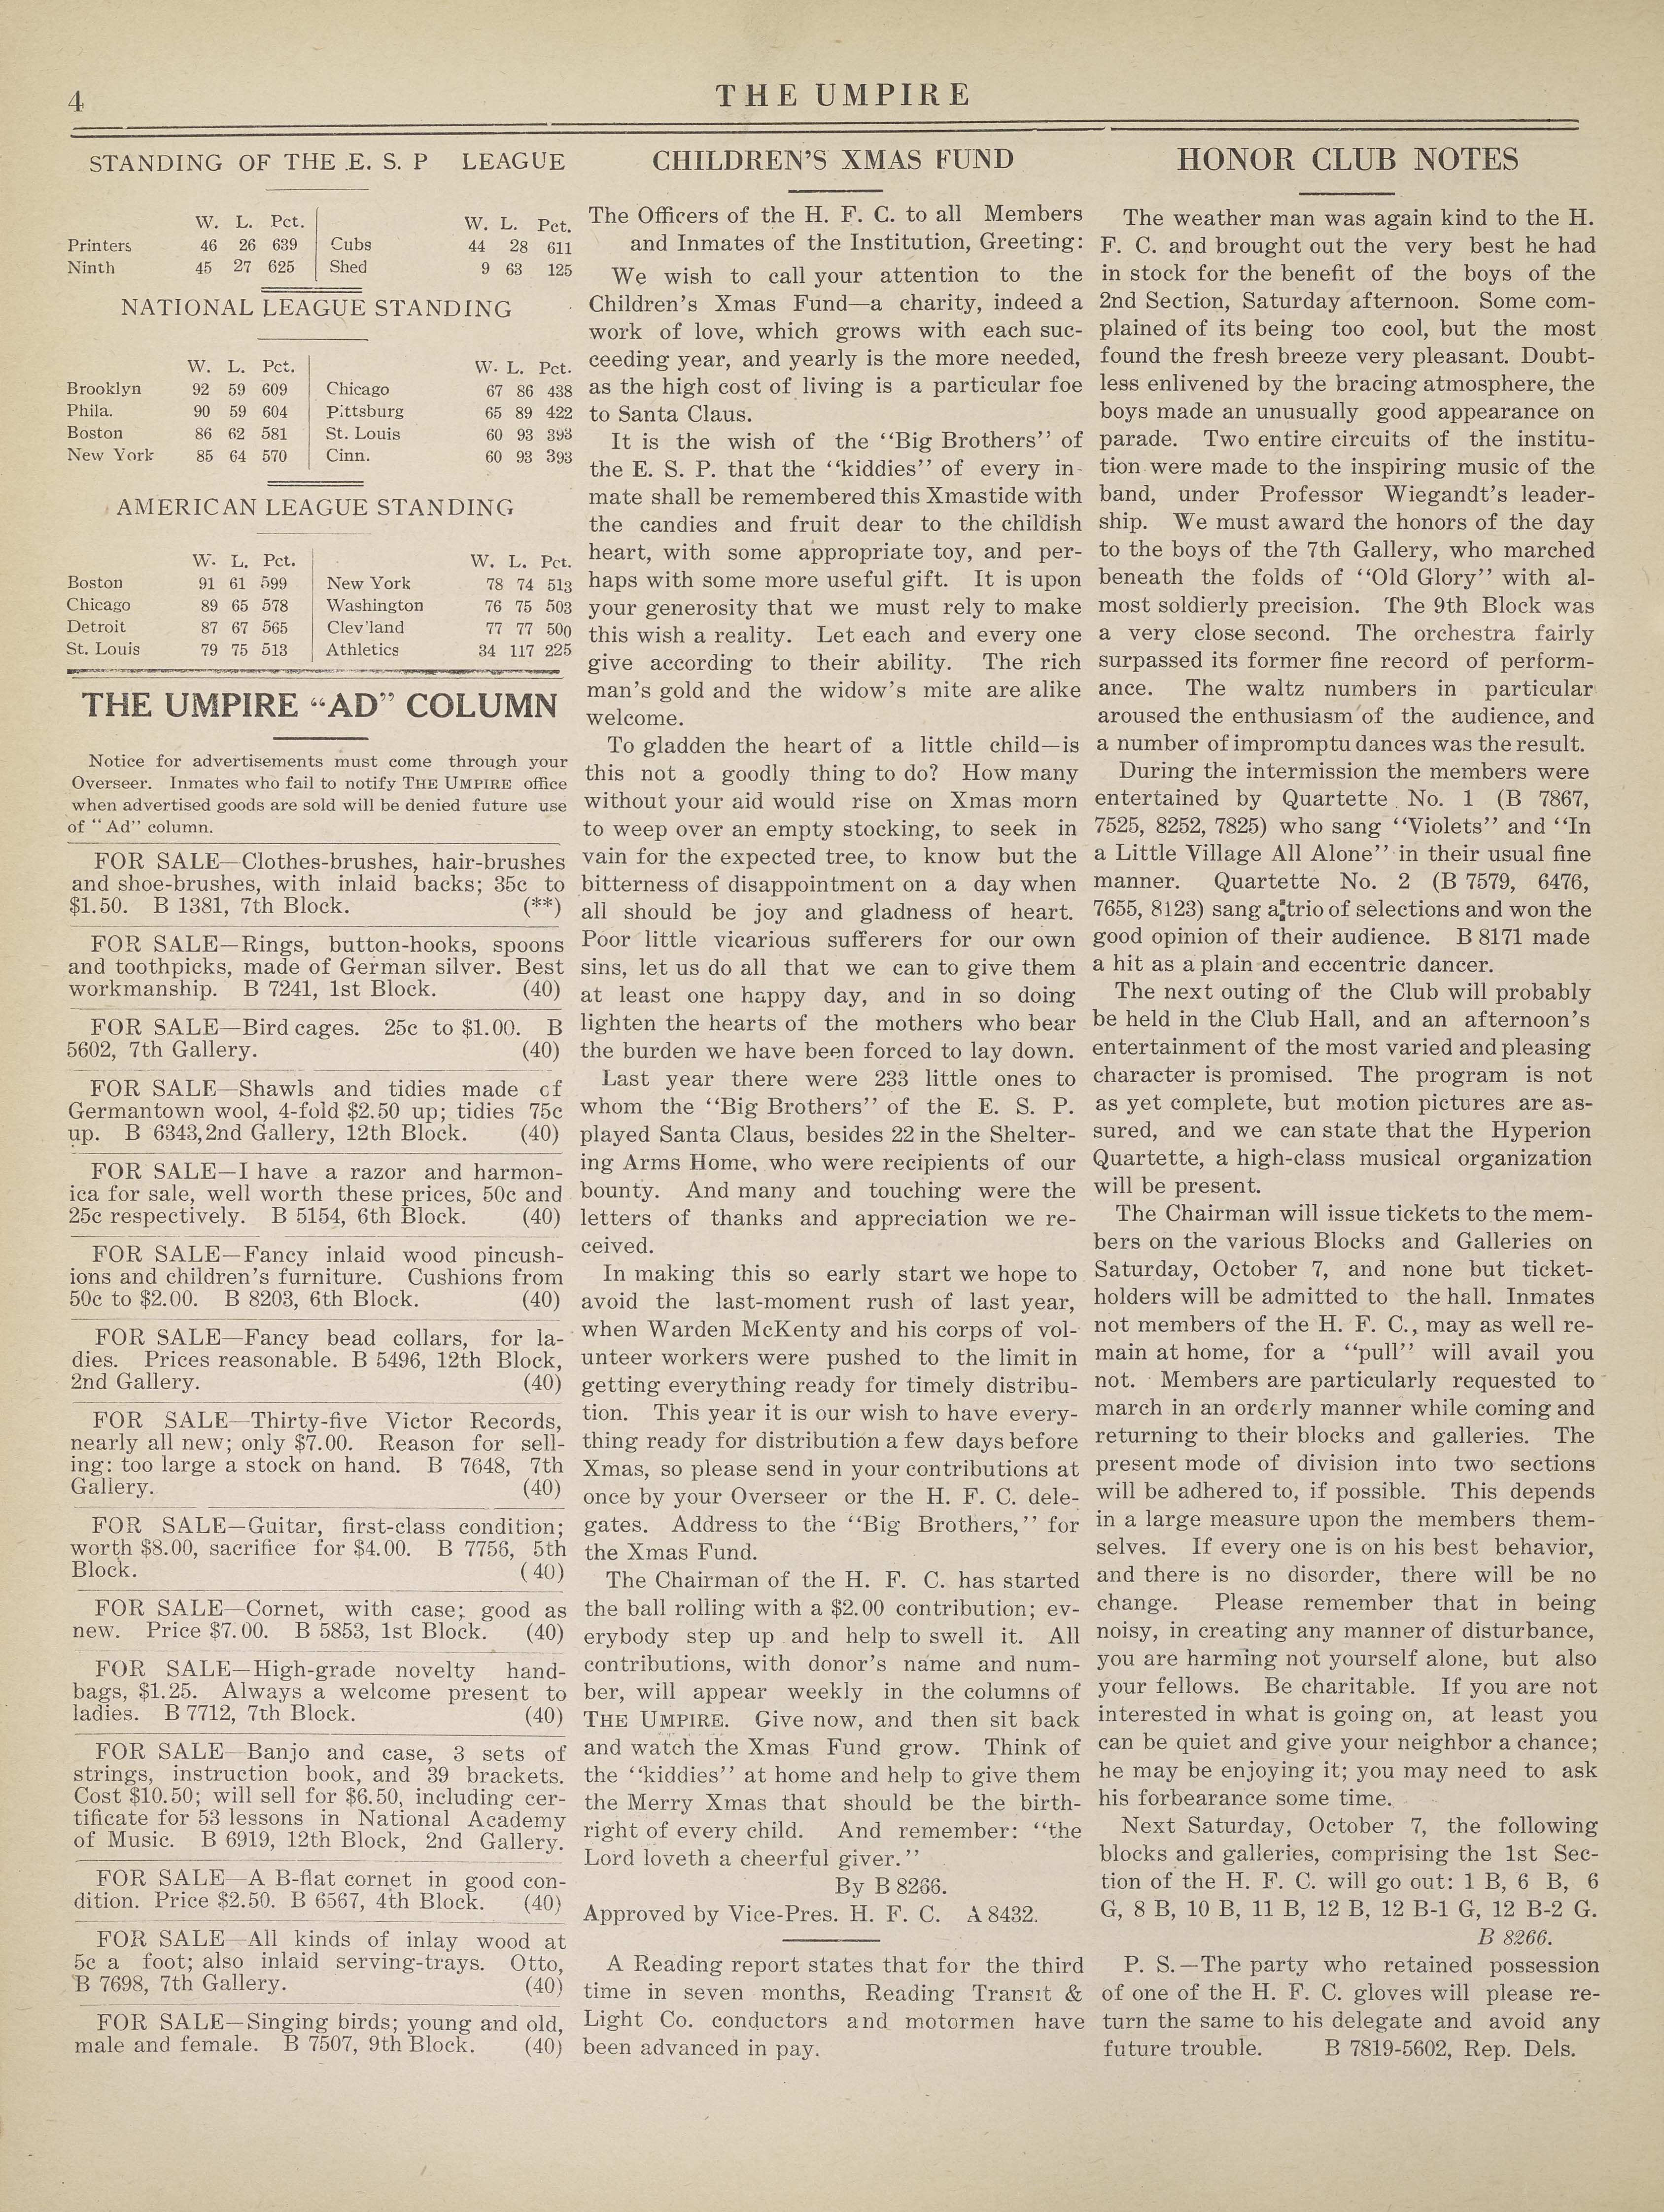 4
THE UMPIRE
STANDING OF THE E. S. P LEAGUE
W. L. Pct. W. L. Pct.
Printers 46 26 639 Cubs 44 28 611
Ninth 45 27 625 Shed 9 63 125
NATIONAL LEAGUE STANDING
W. L. Pct. W. L. Pct.
Brooklyn 92 59 609 Chicago 67 86 438
Phila. 90 59 604 Pittsburg 65 89 422
Boston 86 62 581 St. Louis 60 93 393
New York 85 64 570 Cinn. 60 93 393
AMERICAN LEAGUE STANDING
W. L. Pct. W. L. Pct.
Boston 91 61 599 New York 78 74 513
Chicago 89 65 578 Washington 76 75 503
Detroit 87 67 565 Clev'land 77 77 500
St. Louis 79 75 513 Athletics 34 117 225
THE UMPIRE “AD” COLUMN
Notice for advertisements must come through your
Overseer. Inmates who fail to notify THE UMPIRE office
when advertised goods are sold will be denied future use
of “Ad” column.
FOR SALE—Clothes-brushes, hair-brushes
and shoe-brushes, with inlaid backs; 35c to
$1.50. B 1381, 7th Block. (**)
FOR SALE—Rings, button-hooks, spoons
and toothpicks, made of German silver. Best
workmanship. B 7241, 1st Block. (40)
FOR SALE—Bird cages. 25c to $1.00. B
5602, 7th Gallery. (40)
FOR SALE—Shawls and tidies made of
Germantown wool, 4-fold $2.50 up; tidies 75c
up. B 6343, 2nd Gallery, 12th Block. (40)
FOR SALE—I have a razor and harmon-
ica for sale, well worth these prices, 50c and
25c respectively. B 5154, 6th Block. (40)
FOR SALE—Fancy inlaid wood pincush-
ions and children's furniture. Cushions from
50c to $2.00. B 8203, 6th Block. (40)
FOR SALE—Fancy bead collars, for la-
dies. Prices reasonable. B 5496, 12th Block,
2nd Gallery. (40)
FOR SALE—Thirty-five Victor Records,
nearly all new; only $7.00. Reason for sell-
ing: too large a stock on hand. B 7648, 7th
Gallery. (40)
FOR SALE—Guitar, first-class condition;
worth $8.00, sacrifice for $4.00. B 7756, 5th
Block. (40)
FOR SALE—Cornet, with case; good as
new. Price $7.00. B 5853, 1st Block. (40)
FOR SALE—High-grade novelty hand-
bags, $1.25. Always a welcome present to
ladies. B 7712, 7th Block. (40)
FOR SALE—Banjo and case, 3 sets of
strings, instruction book, and 39 brackets.
Cost $10.50; will sell for $6.50, including cer-
tificate for 53 lessons in National Academy
of Music. B 6919, 12th Block, 2nd Gallery.
FOR SALE—A B-flat cornet in good con-
dition. Price $2.50. B 6567, 4th Block. (40)
FOR SALE—All kinds of inlay wood at
5c a foot; also inlaid serving-trays. Otto,
B 7698, 7th Gallery. (40)
FOR SALE—Singing birds; young and old,
male and female. B 7507, 9th Block. (40)
CHILDREN'S XMAS FUND
The Officers of the H. F. C. to all Members
and Inmates of the Institution, Greeting:
We wish to call your attention to the
Children's Xmas Fund—a charity, indeed a
work of love, which grows with each suc-
ceeding year, and yearly is the more needed,
as the high cost of living is a particular foe
to Santa Claus.
It is the wish of the “Big Brothers” of
the E. S. P. that the “kiddies” of every in-
mate shall be remembered this Xmastide with
the candies and fruit dear to the childish
heart, with some appropriate toy, and per-
haps with some more useful gift. It is upon
your generosity that we must rely to make
this wish a reality. Let each and every one
give according to their ability. The rich
man's gold and the widow's mite are alike
welcome.
To gladden the heart of a little child—is
this not a goodly thing to do? How many
without your aid would rise on Xmas morn
to weep over an empty stocking, to seek in
vain for the expected tree, to know but the
bitterness of disappointment on a day when
all should be joy and gladness of heart.
Poor little vicarious sufferers for our own
sins, let us do all that we can to give them
at least one happy day, and in so doing
lighten the hearts of the mothers who bear
the burden we have been forced to lay down.
Last year there were 233 little ones to
whom the “Big Brothers” of the E. S. P.
played Santa Claus, besides 22 in the Shelter-
ing Arms Home, who were recipients of our
bounty. And many and touching were the
letters of thanks and appreciation we re-
ceived.
In making this so early start we hope to
avoid the last-moment rush of last year,
when Warden McKenty and his corps of vol-
unteer workers were pushed to the limit in
getting everything ready for timely distribu-
tion. This year it is our wish to have every-
thing ready for distribution a few days before
Xmas, so please send in your contributions at
once by your Overseer or the H. F. C. dele-
gates. Address to the “Big Brothers,” for
the Xmas Fund.
The Chairman of the H. F. C. has started
the ball rolling with a $2.00 contribution; ev-
erybody step up and help to swell it. All
contributions, with donor's name and num-
ber, will appear weekly in the columns of
THE UMPIRE. Give now, and then sit back
and watch the Xmas Fund grow. Think of
the “kiddies” at home and help to give them
the Merry Xmas that should be the birth-
right of every child. And remember: “the
Lord loveth a cheerful giver.”
By B 8266.
Approved by Vice-Pres. H. F. C. A 8432.
A Reading report states that for the third
time in seven months, Reading Transit &
Light Co. conductors and motormen have
been advanced in pay.
HONOR CLUB NOTES
The weather man was again kind to the H.
F. C. and brought out the very best he had
in stock for the benefit of the boys of the
2nd Section, Saturday afternoon. Some com-
plained of its being too cool, but the most
found the fresh breeze very pleasant. Doubt-
less enlivened by the bracing atmosphere, the
boys made an unusually good appearance on
parade. Two entire circuits of the institu-
tion were made to the inspiring music of the
band, under Professor Wiegandt's leader-
ship. We must award the honors of the day
to the boys of the 7th Gallery, who marched
beneath the folds of “Old Glory” with al-
most soldierly precision. The 9th Block was
a very close second. The orchestra fairly
surpassed its former fine record of perform-
ance. The waltz numbers in particular
aroused the enthusiasm of the audience, and
a number of impromptu dances was the result.
During the intermission the members were
entertained by Quartette No. 1 (B 7867,
7525, 8252, 7825) who sang “Violets” and “In
a Little Village All Alone” in their usual fine
manner. Quartette No. 2 (B 7579, 6476,
7655, 8123) sang a trio of selections and won the
good opinion of their audience. B 8171 made
a hit as a plain and eccentric dancer.
The next outing of the Club will probably
be held in the Club Hall, and an afternoon's
entertainment of the most varied and pleasing
character is promised. The program is not
as yet complete, but motion pictures are as-
sured, and we can state that the Hyperion
Quartette, a high-class musical organization
will be present.
The Chairman will issue tickets to the mem-
bers on the various Blocks and Galleries on
Saturday, October 7, and none but ticket-
holders will be admitted to the hall. Inmates
not members of the H. F. C., may as well re-
main at home, for a “pull” will avail you
not. Members are particularly requested to
march in an orderly manner while coming and
returning to their blocks and galleries. The
present mode of division into two sections
will be adhered to, if possible. This depends
in a large measure upon the members them-
selves. If every one is on his best behavior,
and there is no disorder, there will be no
change. Please remember that in being
noisy, in creating any manner of disturbance,
you are harming not yourself alone, but also
your fellows. Be charitable. If you are not
interested in what is going on, at least you
can be quiet and give your neighbor a chance;
he may be enjoying it; you may need to ask
his forbearance some time.
Next Saturday, October 7, the following
blocks and galleries, comprising the 1st Sec-
tion of the H. F. C. will go out: 1 B, 6 B, 6
G, 8 B, 10 B, 11 B, 12 B, 12 B-1 G, 12 B-2 G.
B 8266.
P. S.—The party who retained possession
of one of the H. F. C. gloves will please re-
turn the same to his delegate and avoid any
future trouble. B 7819-5602, Rep. Dels.